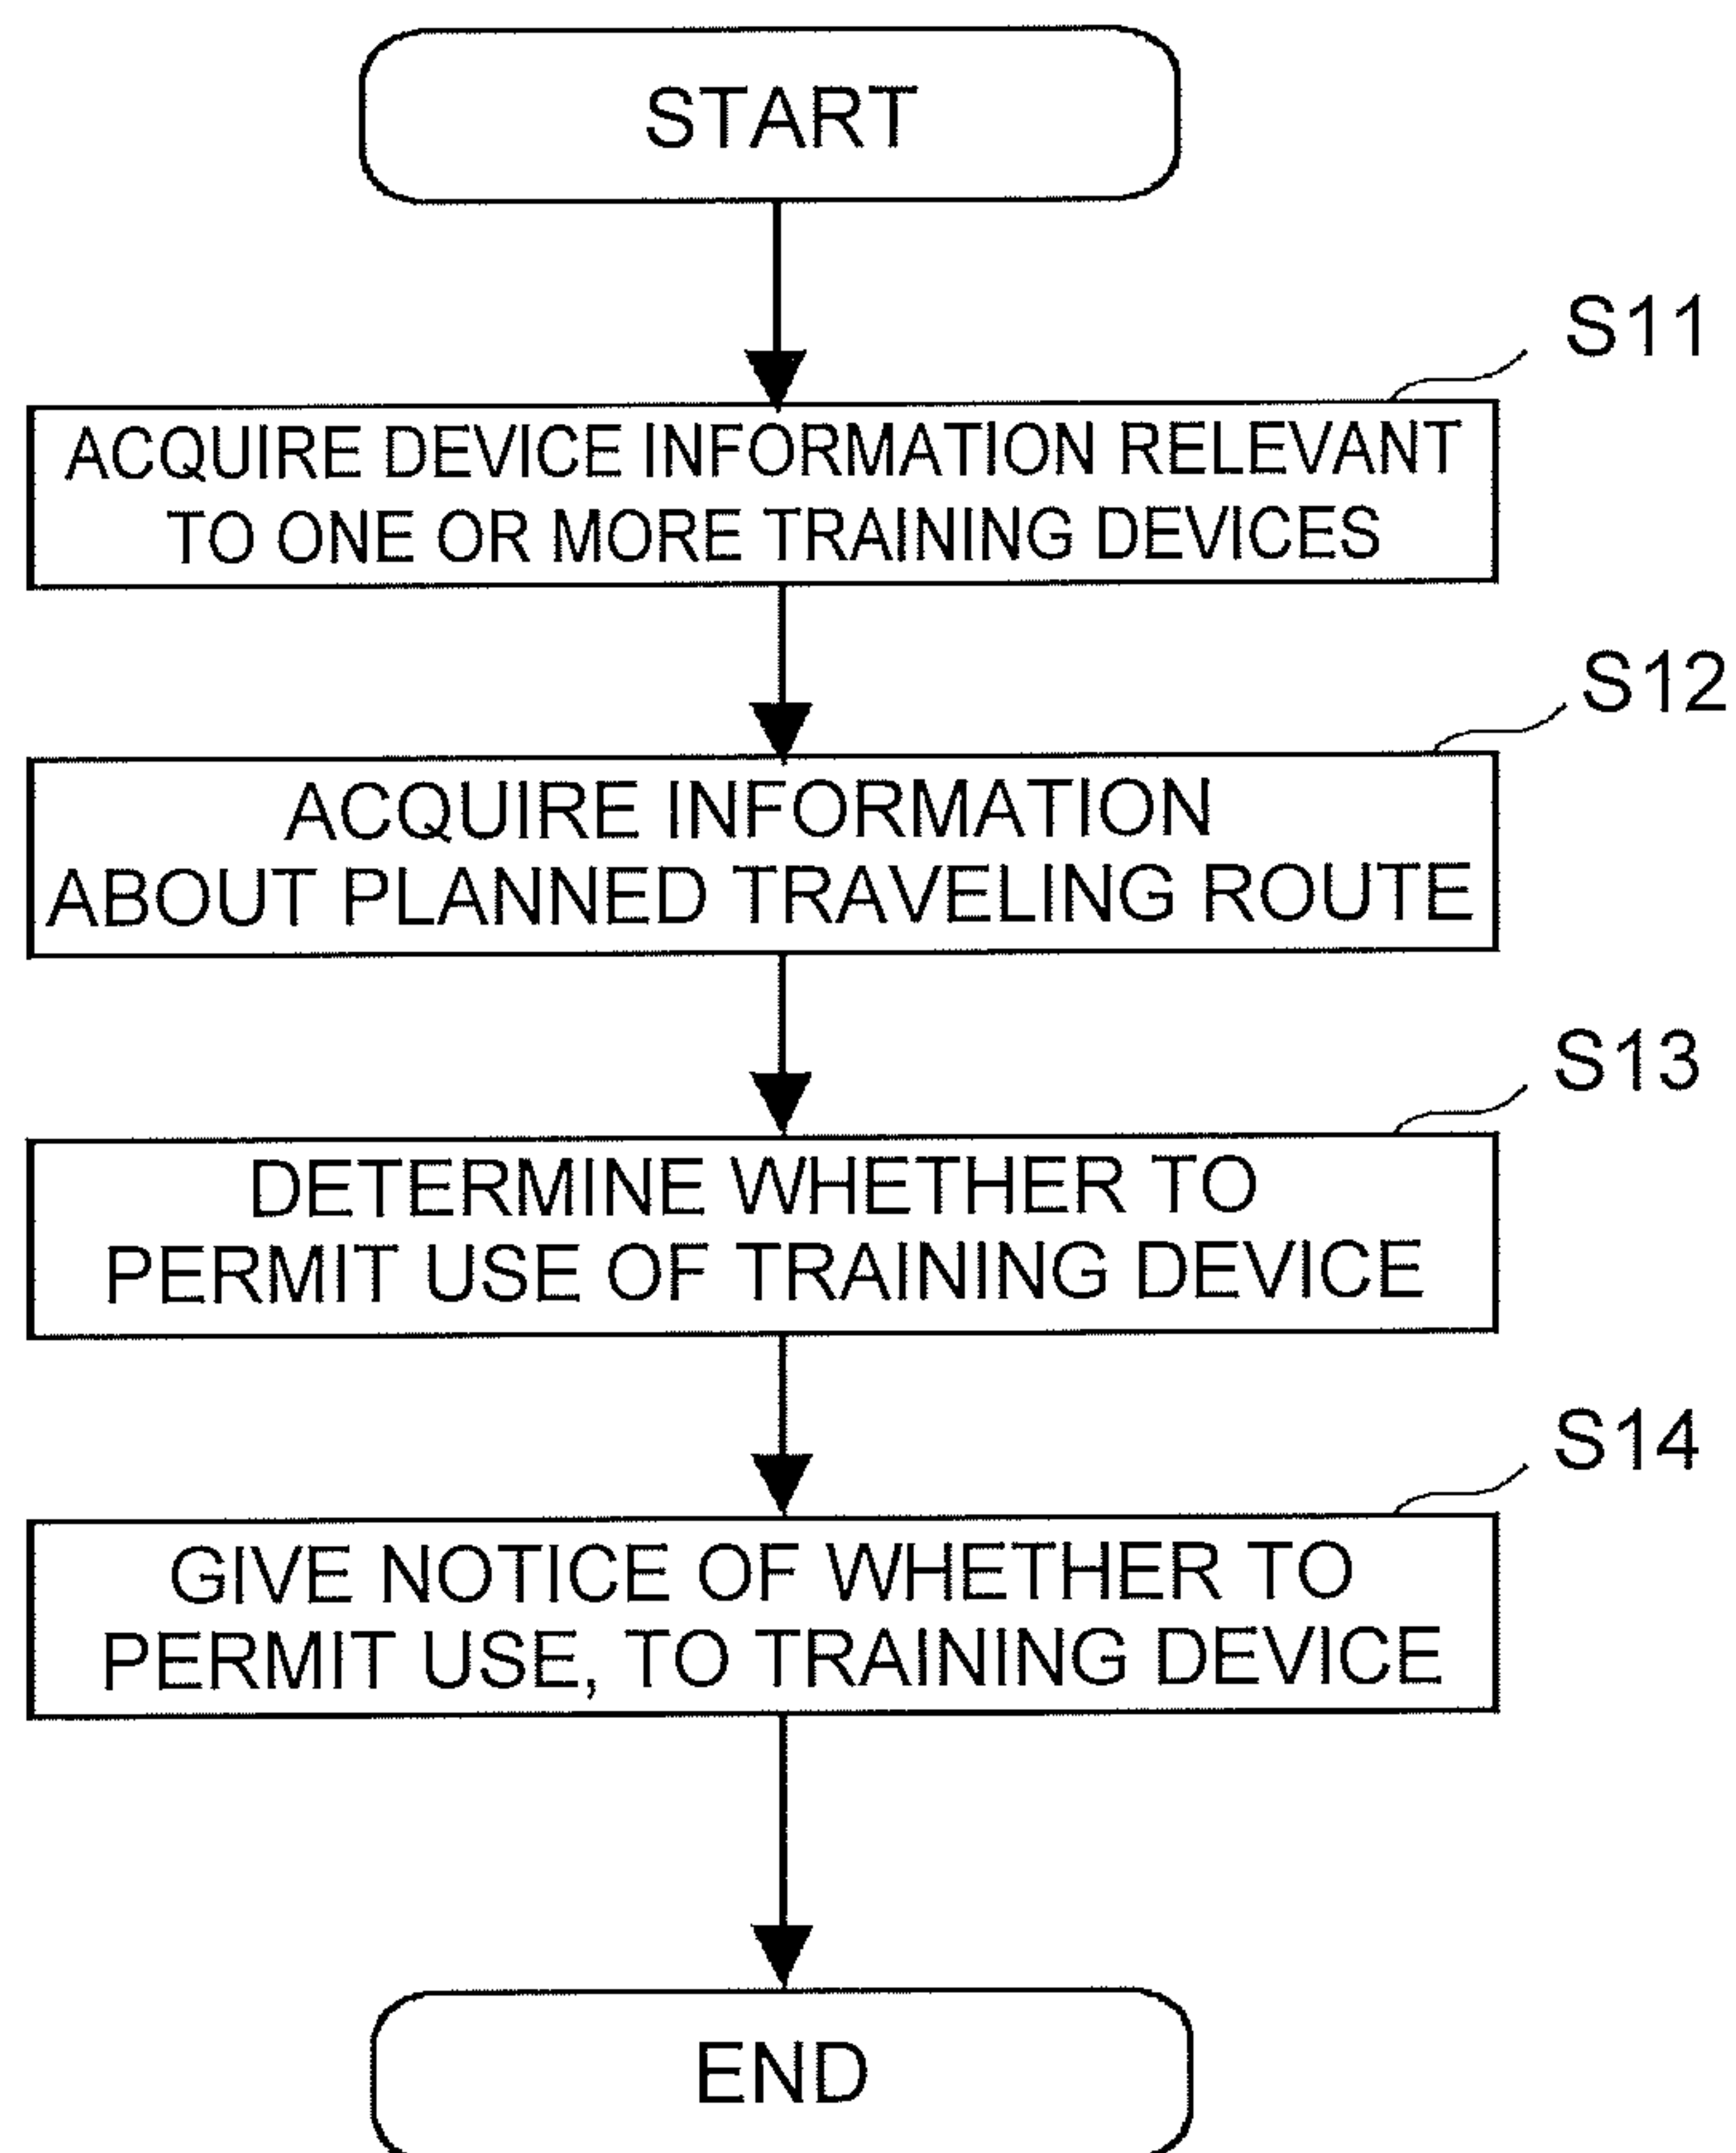 START
S11
ACQUIRE DEVICE INFORMATION RELEVANT
TO ONE OR MORE TRAINING DEVICES
S12
ACQUIRE INFORMATION
ABOUT PLANNED TRAVELING ROUTE
S13
DETERMINE WHETHER TO
PERMIT USE OF TRAINING DEVICE
S14
GIVE NOTICE OF WHETHER TO
PERMIT USE, TO TRAINING DEVICE
END